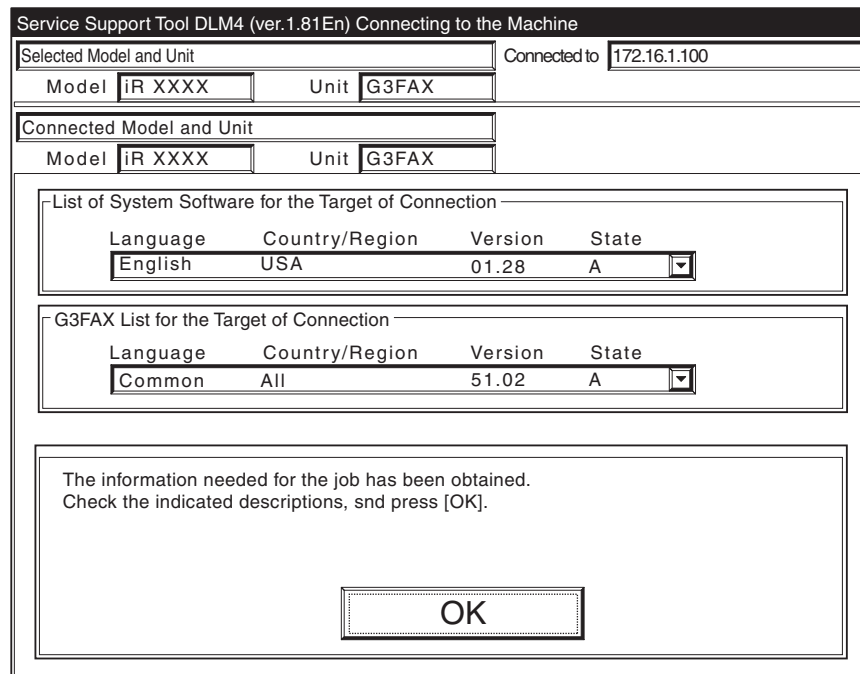 Service Support Tool DLM4 (ver.1.81En) Connecting to the Machine
Selected Model and Unit Connected to 172.16.1.100
Model iR XXXX Unit G3FAX
Connected Model and Unit
Model iR XXXX Unit G3FAX
List of System Software for the Target of Connection
Language Country/Region Version State
English USA 01.28 A
G3FAX List for the Target of Connection
Language Country/Region Version State
Common All 51.02 A
The information needed for the job has been obtained.
Check the indicated descriptions, snd press [OK].
OK